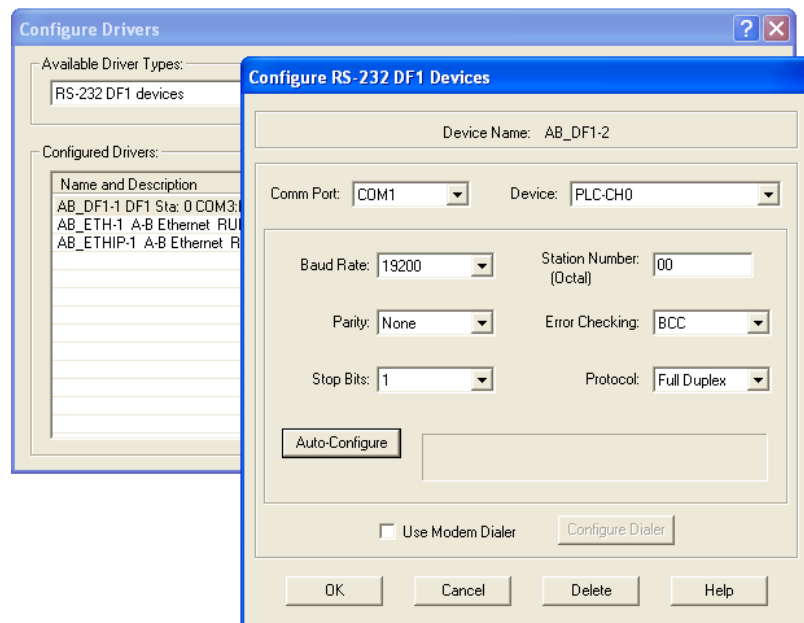 Configure Drivers
Available Driver Types:
RS-232 DF1 devices
Configured Drivers:
Name and Description
AB_DF1-1 DF1 Sta: 0 COM3:
AB_ETH-1 A-B Ethernet
AB_ETHIP-1 A-B Ethernet
Configure RS-232 DF1 Devices
Device Name: AB_DF1-2
Comm Port: COM1 Device: PLC-CH0
Baud Rate: 19200 Station Number: 00
(Octal)
Parity: None Error Checking: BCC
Stop Bits: 1 Protocol: Full Duplex
Auto-Configure
Use Modem Dialer Configure Dialer
OK Cancel Delete Help